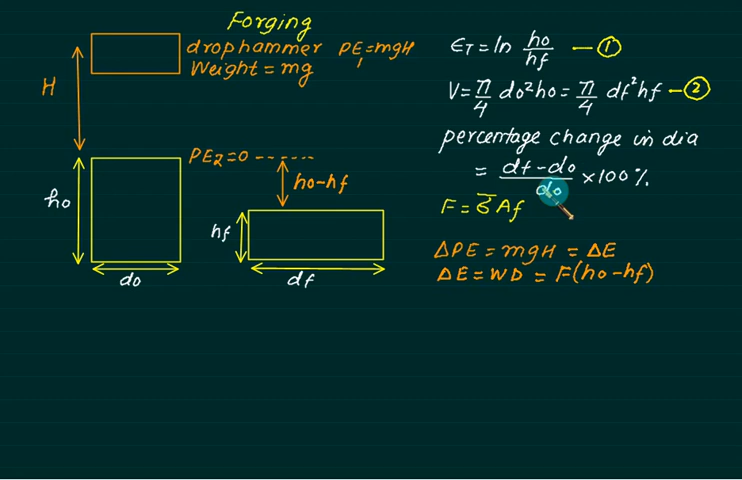 Forging
drop hammer PE₁=mgH
Weight = mg
H
PE₂=0
ho
ho-hf
hf
do
df
ϵT = ln ho/hf —①
V = π/4 do²ho = π/4 df²hf —②
percentage change in dia
= df-do/do ×100%
F = σ̅ Af
ΔPE = mgH = ΔE
ΔE = WD = F(ho-hf)